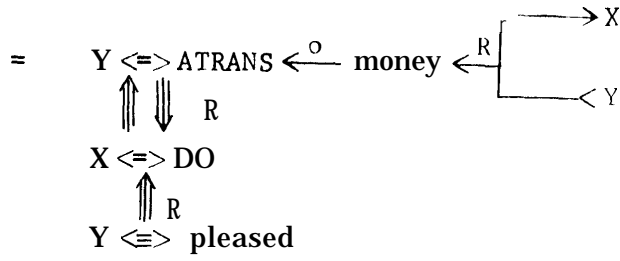 X
= Y <=> ATRANS ← o money ← R
Y
R
X <=> DO
R
Y <≡> pleased